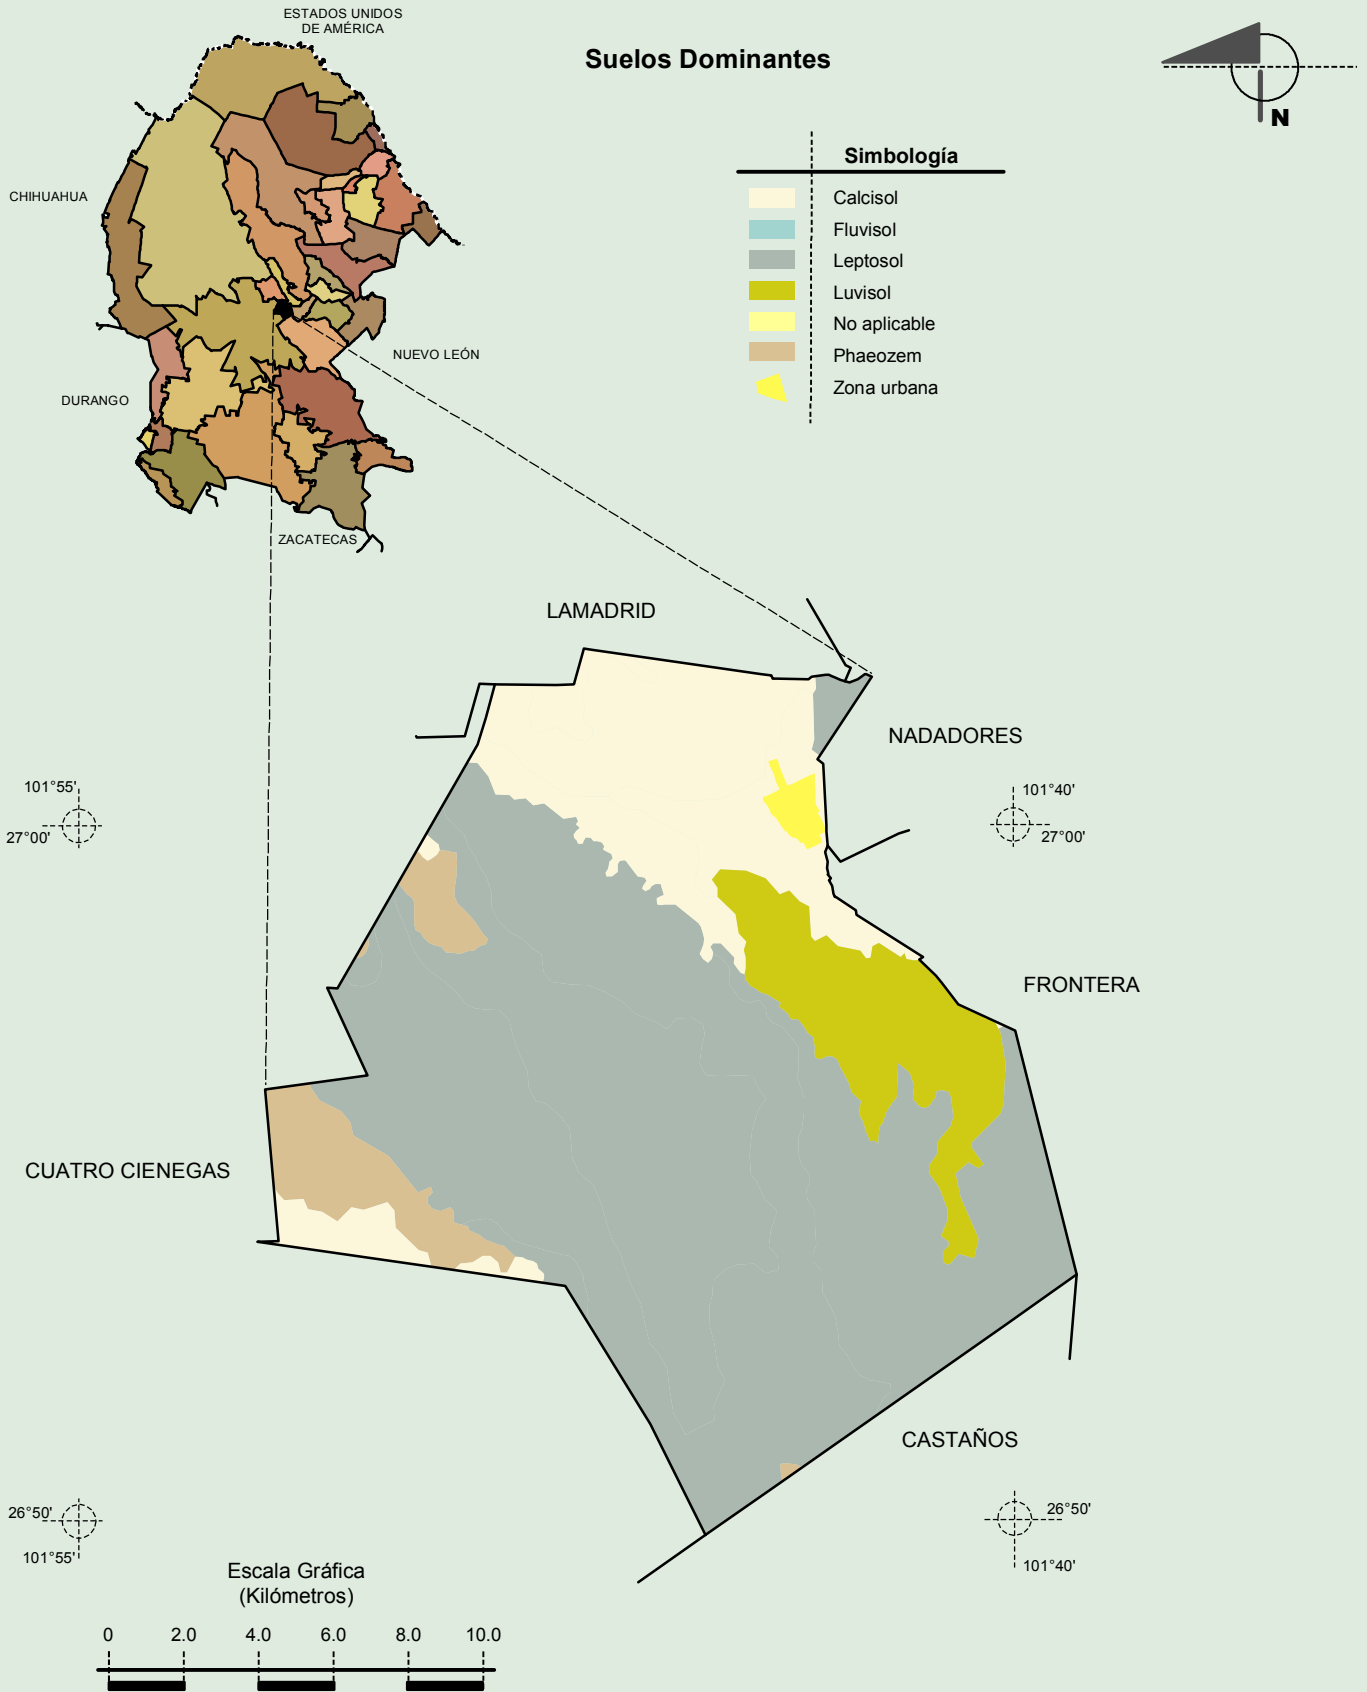 ESTADOS UNIDOS
DE AMÉRICA
Suelos Dominantes
N
Simbología
CHIHUAHUA
Calcisol
Fluvisol
Leptosol
Luvisol
No aplicable
Phaeozem
Zona urbana
NUEVO LEÓN
DURANGO
ZACATECAS
LAMADRID
NADADORES
101°55'
27°00'
101°40'
27°00'
FRONTERA
CUATRO CIENEGAS
CASTAÑOS
26°50'
101°55'
26°50'
101°40'
Escala Gráfica
(Kilómetros)
0 2.0 4.0 6.0 8.0 10.0